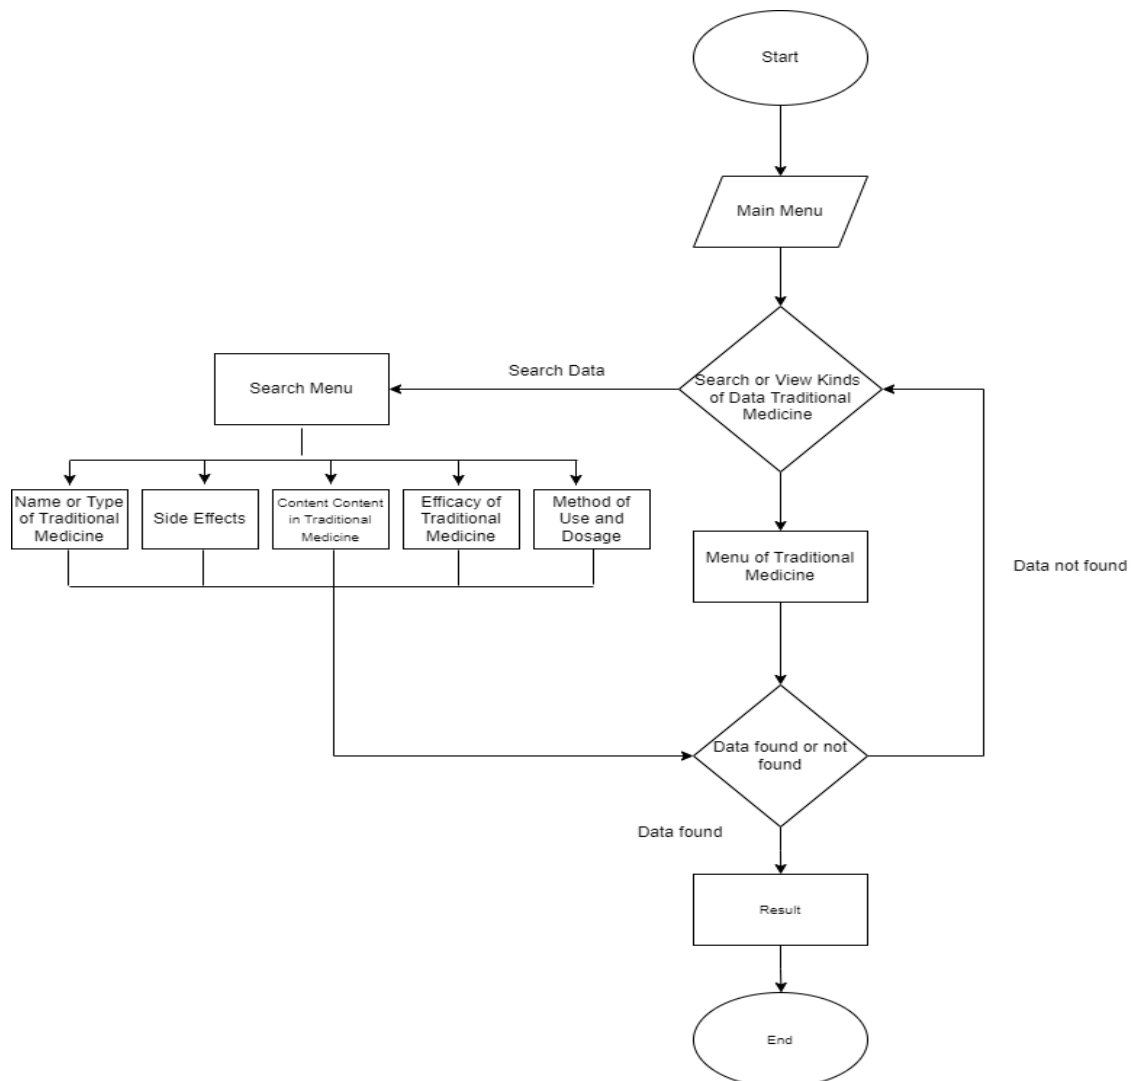 Start
Main Menu
Search Data
Search or View Kinds
of Data Traditional
Medicine
Search Menu
Name or Type
of Traditional
Medicine
Side Effects
Content Content
in Traditional
Medicine
Efficacy of
Traditional
Medicine
Method of
Use and
Dosage
Menu of Traditional
Medicine
Data not found
Data found or not
found
Data found
Result
End